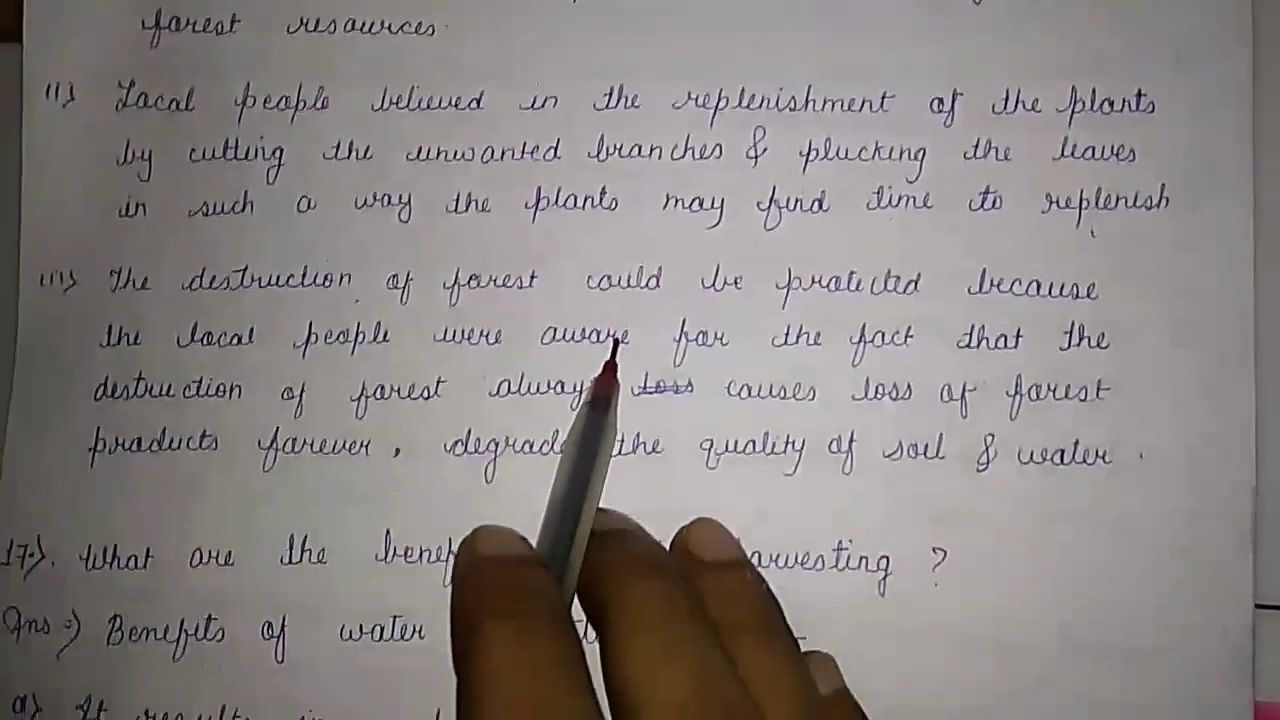 forest resources.
ii) Local people believed in the replenishment of the plants
by cutting the unwanted branches & plucking the leaves
in such a way the plants may find time to replenish
iii) The destruction of forest could be protected because
the local people were aware for the fact that the
destruction of forest always loss causes loss of forest
products forever, the quality of soil & water.
17). What are the ?
Ans => Benefits of water
a) It results in